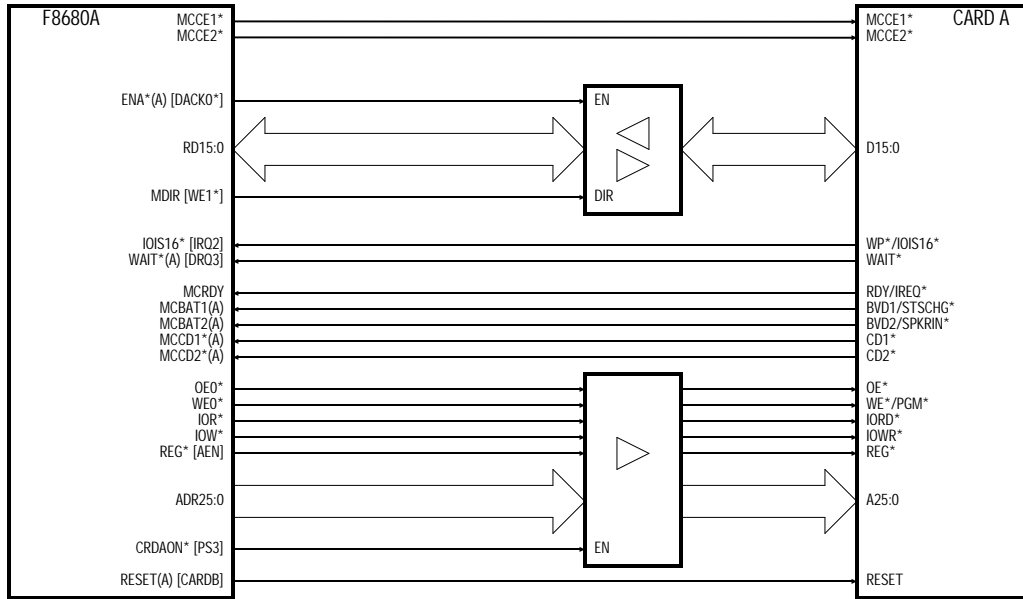 F8680A
MCCE1*
MCCE2*
ENA*(A) [DACK0*]
RD15:0
MDIR [WE1*]
IOIS16* [IRQ2]
WAIT*(A) [DRQ3]
MCRDY
MCBAT1(A)
MCBAT2(A)
MCCD1*(A)
MCCD2*(A)
OE0*
WE0*
IOR*
IOW*
REG* [AEN]
ADR25:0
CRDAON* [PS3]
RESET(A) [CARDB]
EN
DIR
EN
CARD A
MCCE1*
MCCE2*
D15:0
WP*/IOIS16*
WAIT*
RDY/IREQ*
BVD1/STSCHG*
BVD2/SPKRIN*
CD1*
CD2*
OE*
WE*/PGM*
IORD*
IOWR*
REG*
A25:0
RESET